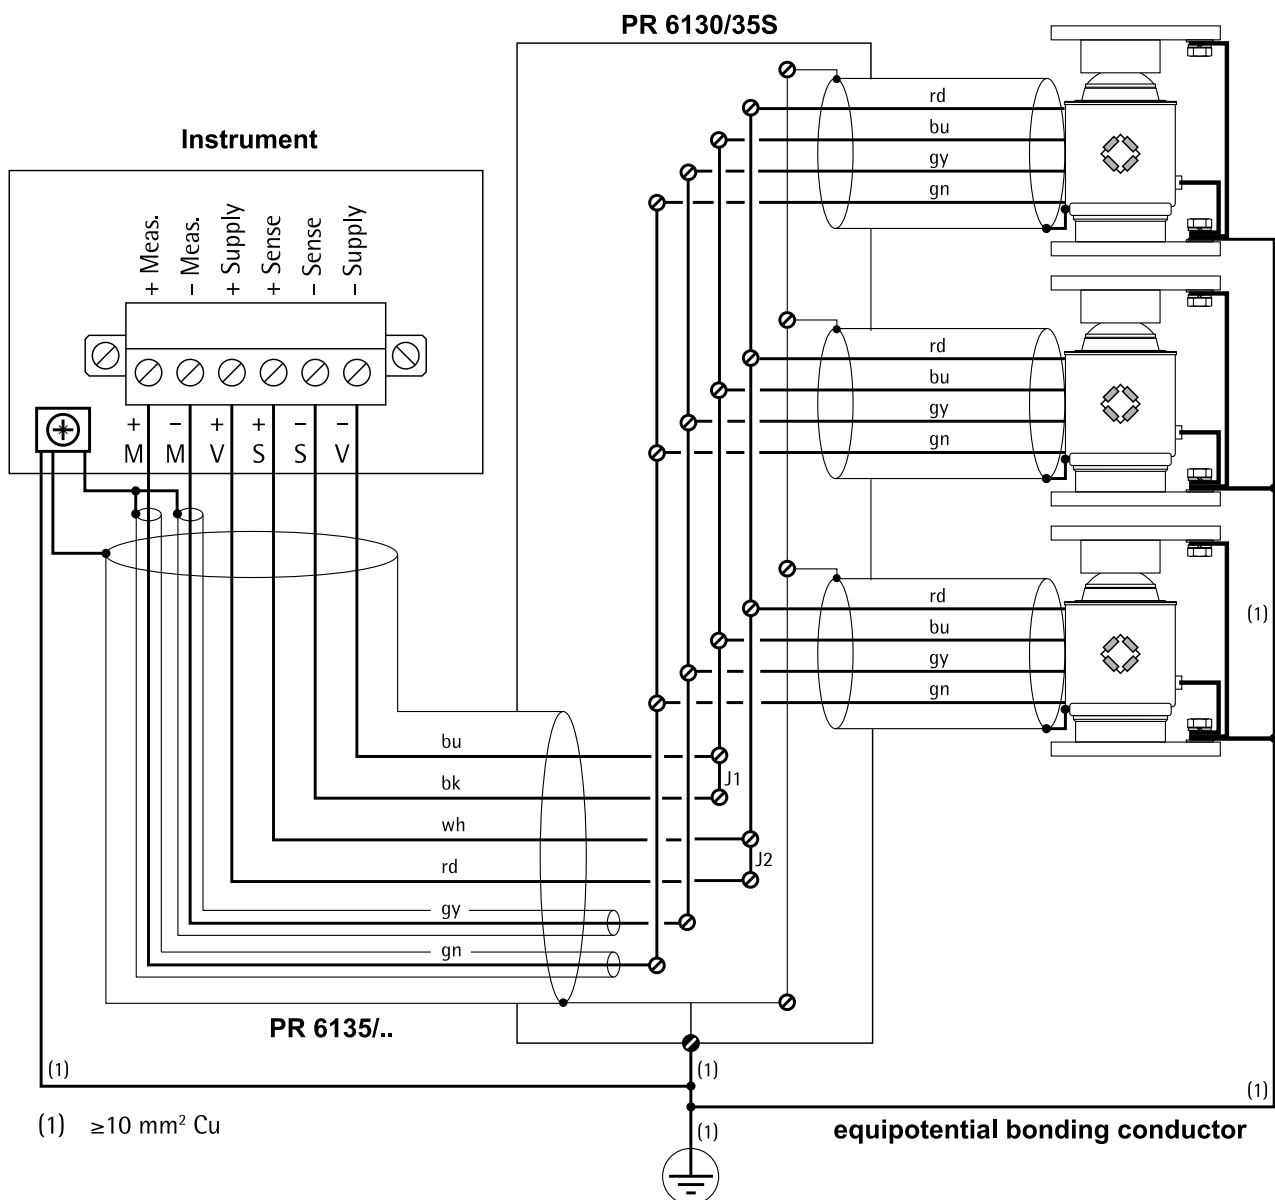 PR 6130/35S
Instrument
+ Meas.
– Meas.
+ Supply
+ Sense
– Sense
– Supply
+ – + + – –
M M V S S V
rd
bu
gy
gn
rd
bu
gy
gn
rd
bu
gy
gn
(1)
bu
J1
bk
wh
J2
rd
gy
gn
PR 6135/..
(1) (1) (1)
(1) ≥10 mm² Cu
(1)
equipotential bonding conductor